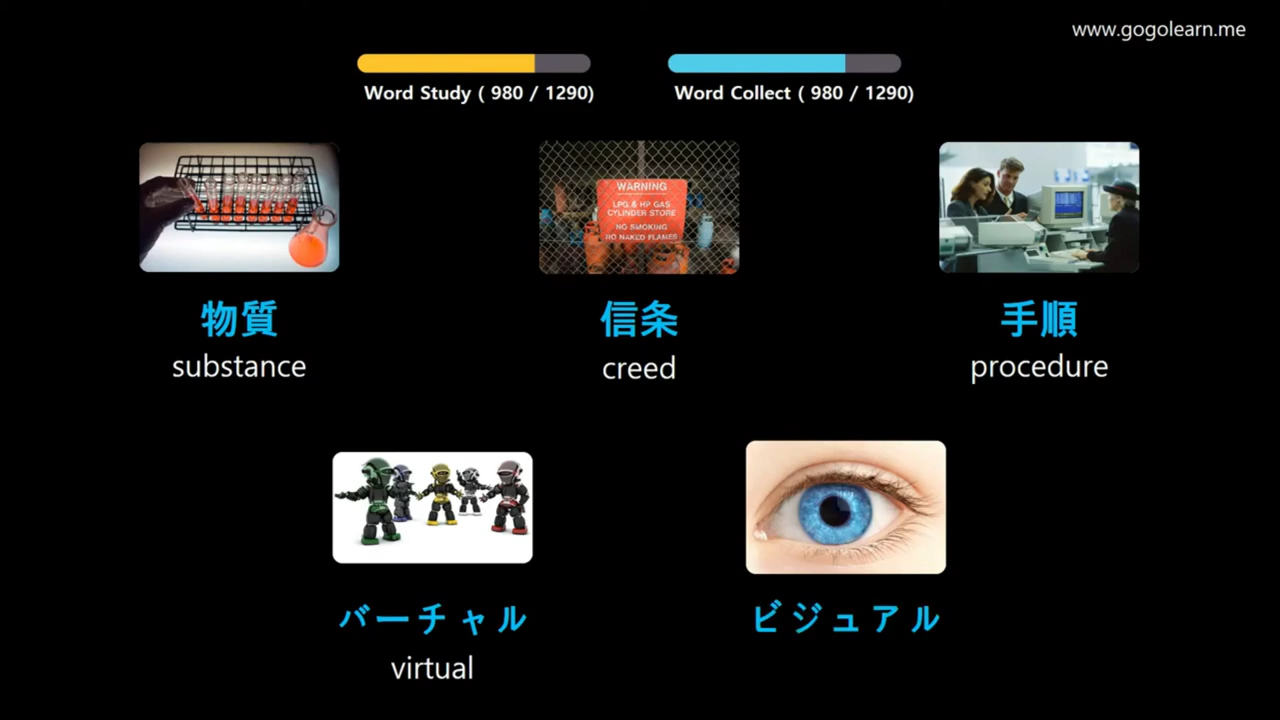 www.gogolearn.me
Word Study ( 980 / 1290)
Word Collect ( 980 / 1290)
WARNING
LPG & HP GAS
CYLINDER STORE
NO SMOKING
NO NAKED FLAMES
物質
信条
手順
substance
creed
procedure
バーチャル
ビジュアル
virtual